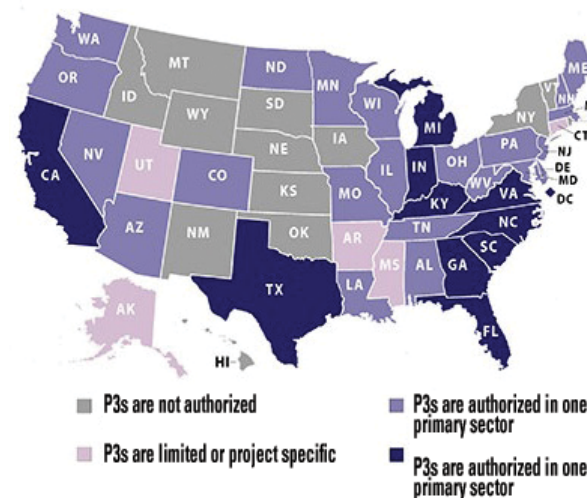 WA
MT
ND
MN
ME
OR
ID
SD
WI
VT
NH
WY
MI
NY
IA
CT
NE
PA
NJ
NV
IL
IN
OH
DE
MD
CA
UT
CO
WV
VA
DC
KS
MO
KY
NC
TN
AZ
NM
OK
AR
SC
MS
AL
GA
TX
LA
AK
FL
HI
P3s are not authorized
P3s are limited or project specific
P3s are authorized in one
primary sector
P3s are authorized in one
primary sector